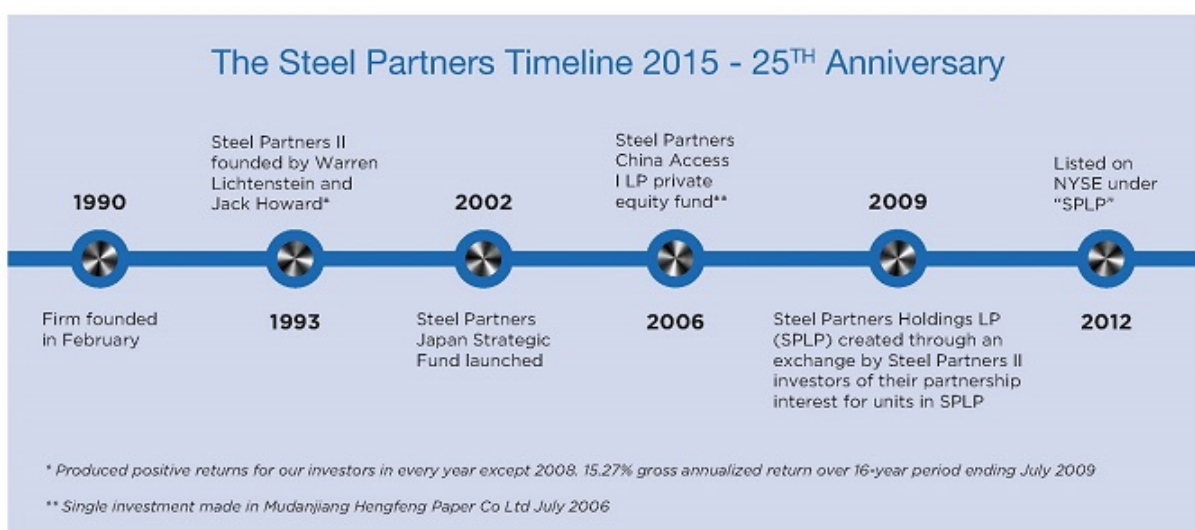 The Steel Partners Timeline 2015 - 25TH Anniversary
1990
Firm founded
in February
Steel Partners II
founded by Warren
Lichtenstein and
Jack Howard*
1993
2002
Steel Partners
Japan Strategic
Fund launched
Steel Partners
China Access
I LP private
equity fund**
2006
2009
Steel Partners Holdings LP
(SPLP) created through an
exchange by Steel Partners II
investors of their partnership
interest for units in SPLP
Listed on
NYSE under
“SPLP”
2012
* Produced positive returns for our investors in every year except 2008. 15.27% gross annualized return over 16-year period ending July 2009
** Single investment made in Mudanjiang Hengfeng Paper Co Ltd July 2006